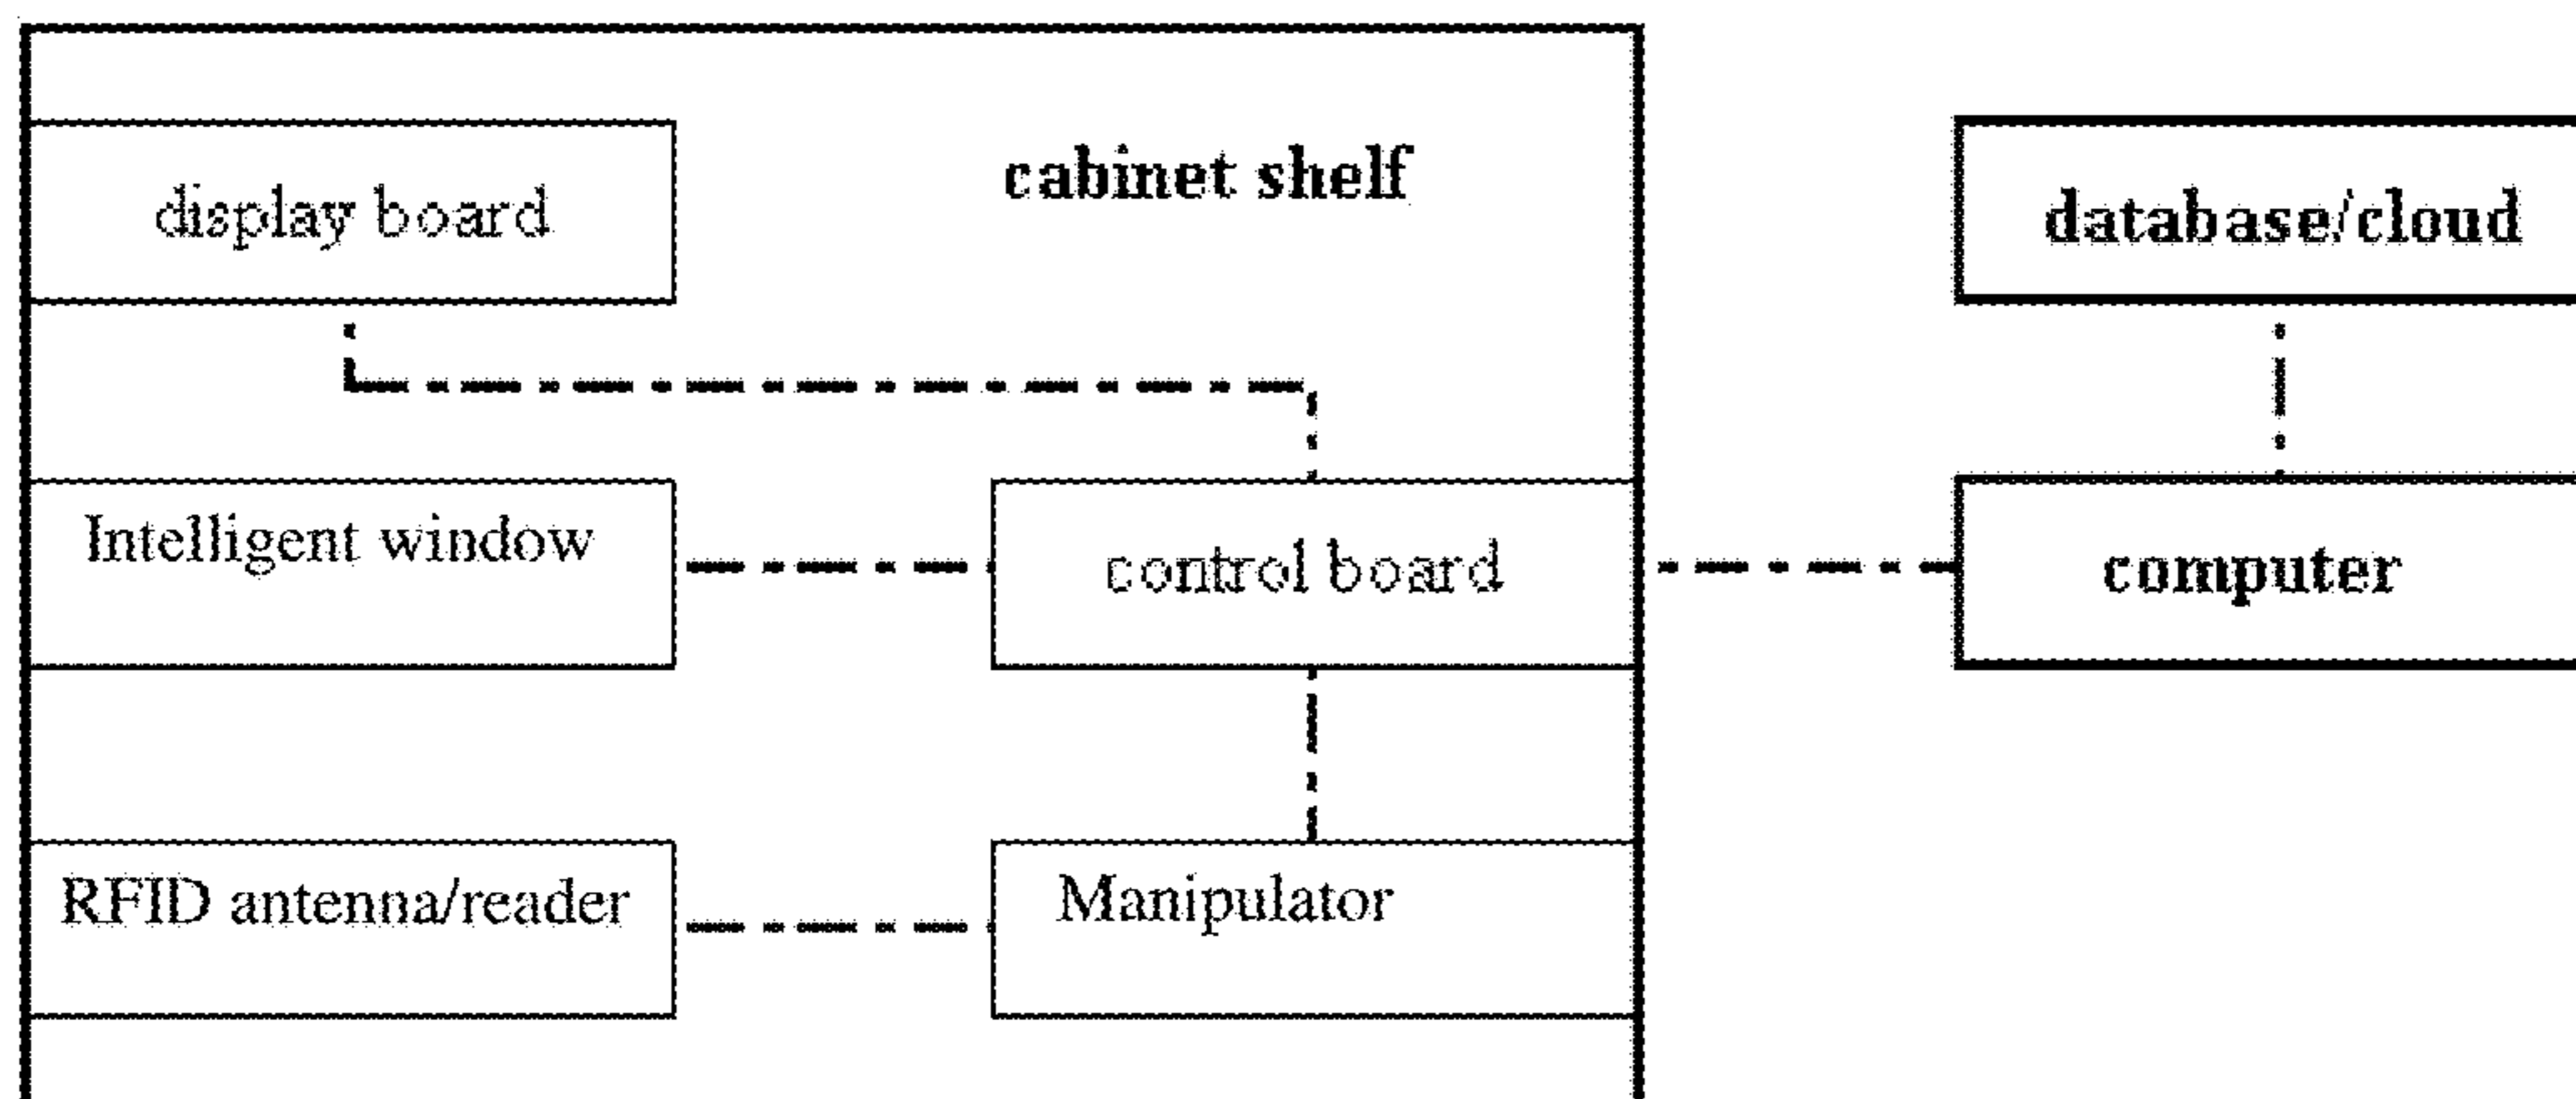 cabinet shelf
display board
database/cloud
Intelligent window
control board
computer
RFID antenna/reader
Manipulator